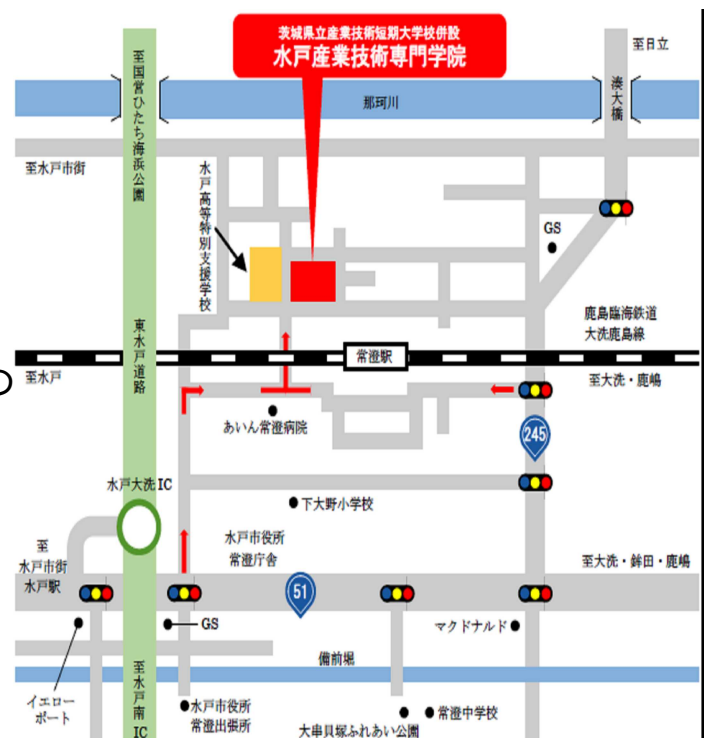 茨城県立産業技術短期大学校併設
水戸産業技術専門学院
至日立
至国営ひたち海浜公園
那珂川
湊大橋
至水戸市街
水戸高等特別支援学校
GS
鹿島臨海鉄道
大洗鹿島線
東水戸道路
常澄駅
至水戸
至大洗・鹿嶋
あいん常澄病院
245
水戸大洗 IC
下大野小学校
至
水戸市街
水戸駅
水戸市役所
常澄庁舎
至大洗・鉾田・鹿嶋
51
GS
マクドナルド
備前堀
至水戸南IC
イエロー
ポート
水戸市役所
常澄出張所
常澄中学校
大串貝塚ふれあい公園